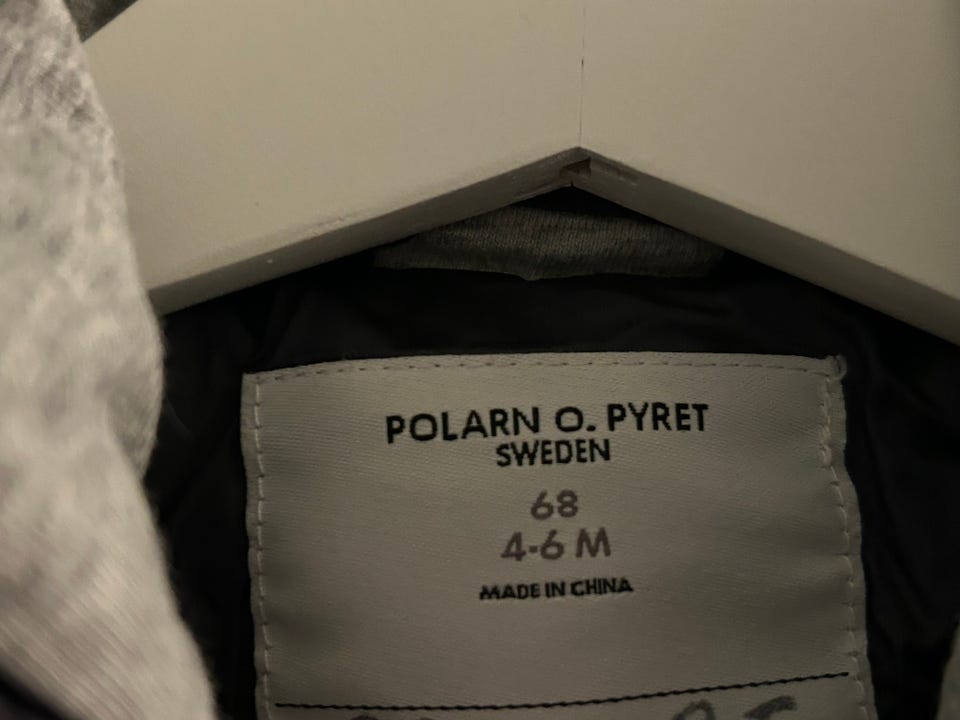 POLARN O. PYRET
SWEDEN
68
4-6 M
MADE IN CHINA